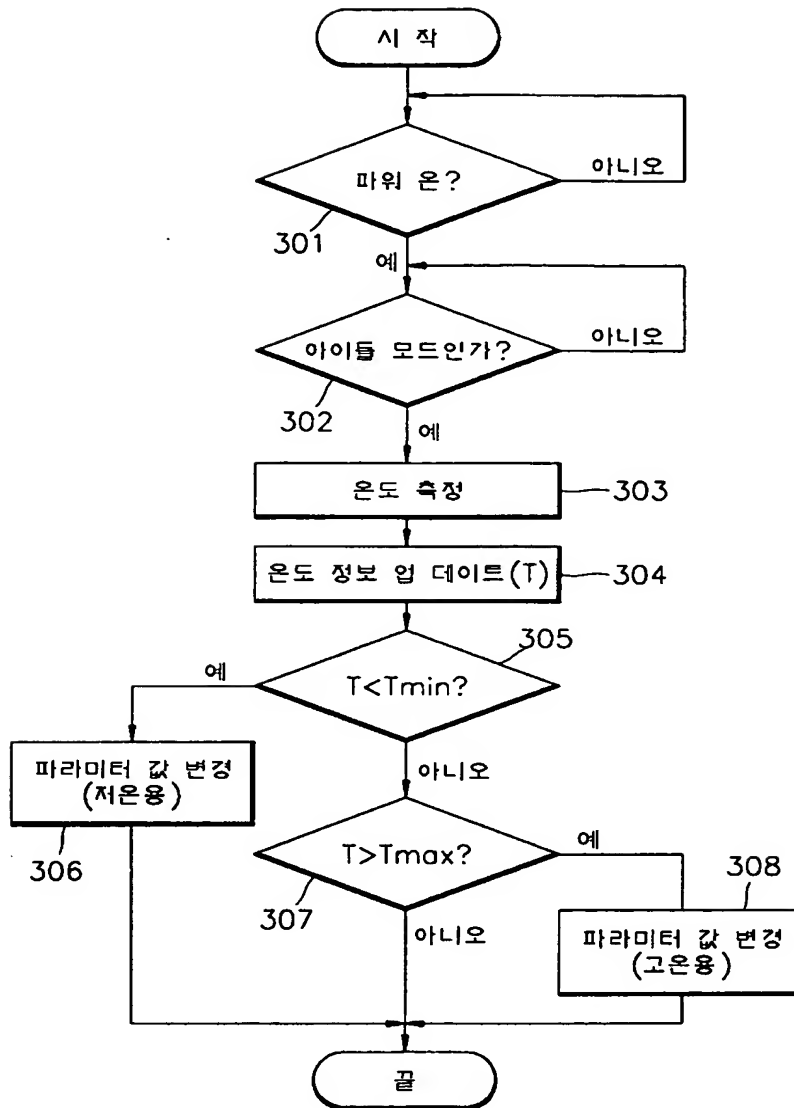 시 작
파워 온?
아니오
301
예
아이들 모드인가?
아니오
302
예
온도 측정
303
온도 정보 업 데이트(T)
304
305
예
T<Tmin?
파라미터 값 변경
(저온용)
아니오
306
T>Tmax?
예
307
308
아니오
파라미터 값 변경
(고온용)
끝